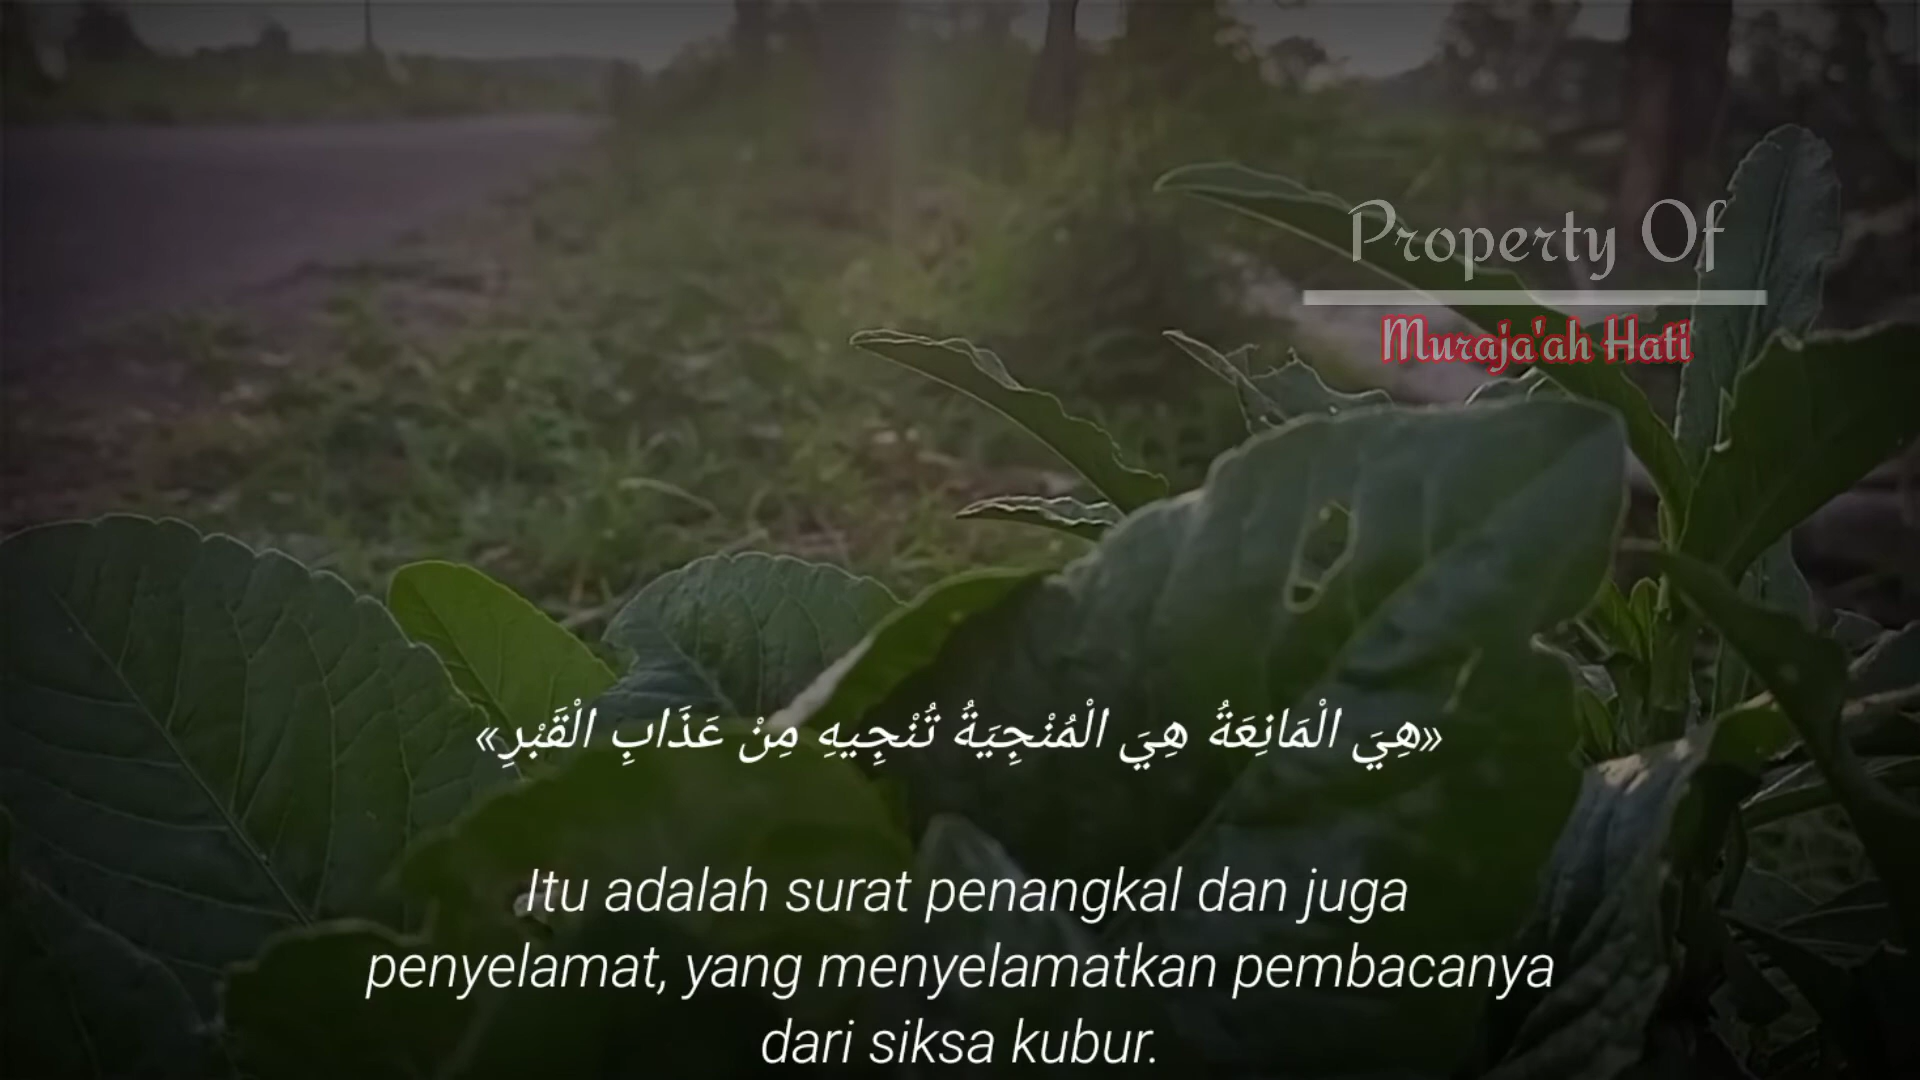 Property Of
Muraja'ah Hati
«هِيَ الْمَانِعَةُ هِيَ الْمُنْجِيَةُ تُنْجِيهِ مِنْ عَذَابِ الْقَبْرِ»
Itu adalah surat penangkal dan juga
penyelamat, yang menyelamatkan pembacanya
dari siksa kubur.